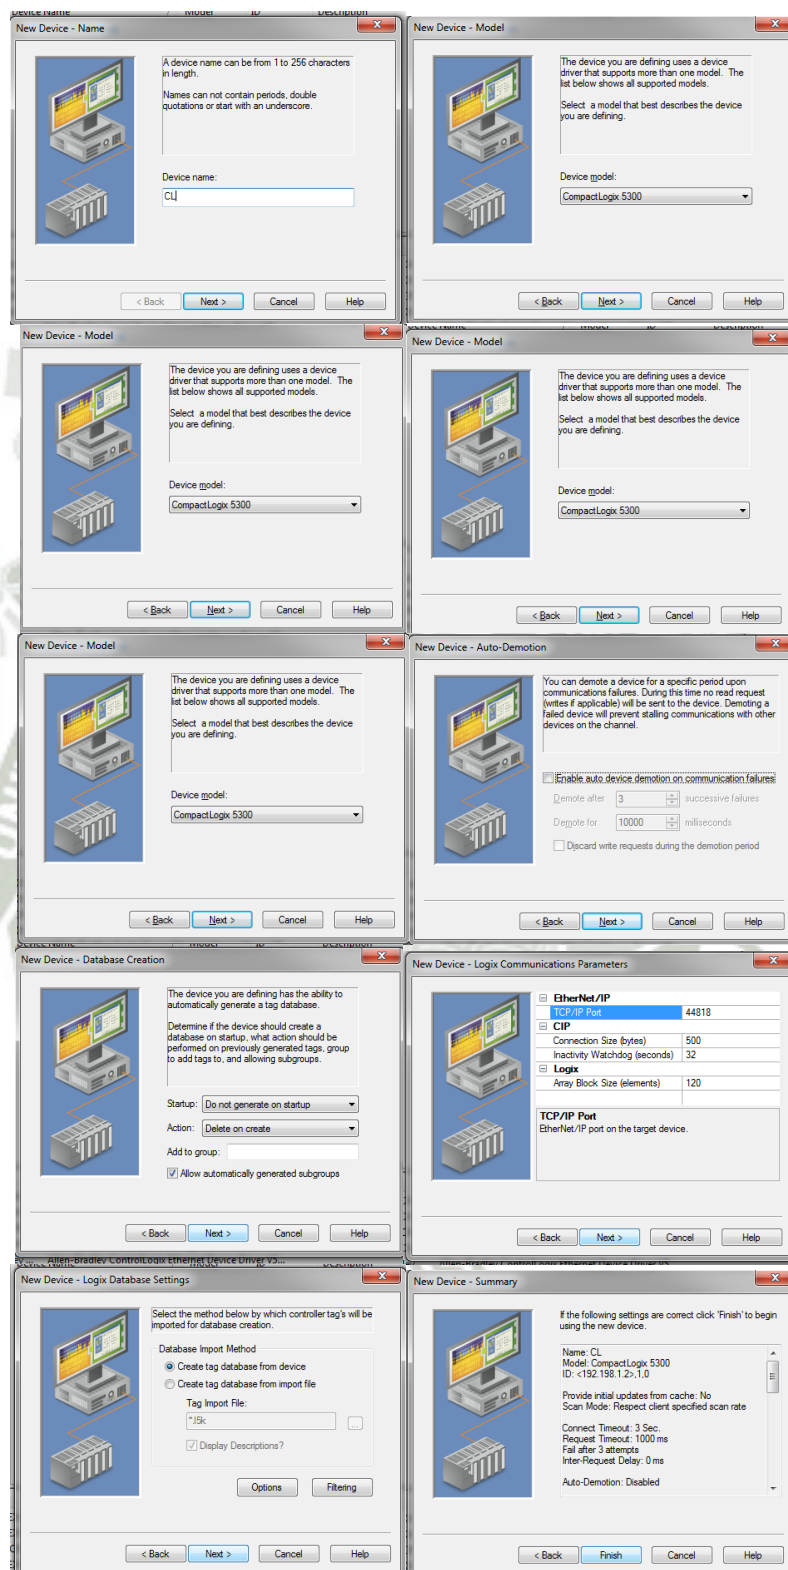 Device Name / Model ID Description
New Device - Name
A device name can be from 1 to 256 characters
in length.
Names can not contain periods, double
quotations or start with an underscore.
Device name:
CL
< Back Next > Cancel Help
New Device - Model
The device you are defining uses a device
driver that supports more than one model. The
list below shows all supported models.
Select a model that best describes the device
you are defining.
Device model:
CompactLogix 5300
< Back Next > Cancel Help
New Device - Model
The device you are defining uses a device
driver that supports more than one model. The
list below shows all supported models.
Select a model that best describes the device
you are defining.
Device model:
CompactLogix 5300
< Back Next > Cancel Help
New Device - Model
The device you are defining uses a device
driver that supports more than one model. The
list below shows all supported models.
Select a model that best describes the device
you are defining.
Device model:
CompactLogix 5300
< Back Next > Cancel Help
New Device - Model
The device you are defining uses a device
driver that supports more than one model. The
list below shows all supported models.
Select a model that best describes the device
you are defining.
Device model:
CompactLogix 5300
< Back Next > Cancel Help
New Device - Auto-Demotion
You can demote a device for a specific period upon
communications failures. During this time no read request
(writes if applicable) will be sent to the device. Demoting a
failed device will prevent stalling communications with other
devices on the channel.
Enable auto device demotion on communication failures
Demote after 3 successive failures
Demote for 10000 milliseconds
Discard write requests during the demotion period
< Back Next > Cancel Help
New Device - Database Creation
The device you are defining has the ability to
automatically generate a tag database.
Determine if the device should create a
database on startup, what action should be
performed on previously generated tags, group
to add tags to, and allowing subgroups.
Startup: Do not generate on startup
Action: Delete on create
Add to group:
Allow automatically generated subgroups
< Back Next > Cancel Help
New Device - Logix Communications Parameters
EtherNet/IP
TCP/IP Port 44818
CIP
Connection Size (bytes) 500
Inactivity Watchdog (seconds) 32
Logix
Array Block Size (elements) 120
TCP/IP Port
EtherNet/IP port on the target device.
< Back Next > Cancel Help
Allen-Bradley ControlLogix Ethernet Device Driver V5...
New Device - Logix Database Settings
Select the method below by which controller tag's will be
imported for database creation.
Database Import Method
Create tag database from device
Create tag database from import file
Tag Import File:
*.l5k
...
Display Descriptions?
Options Filtering
< Back Next > Cancel Help
New Device - Summary
If the following settings are correct click 'Finish' to begin
using the new device.
Name: CL
Model: CompactLogix 5300
ID: <192.198.1.2>,1,0
Provide initial updates from cache: No
Scan Mode: Respect client specified scan rate
Connect Timeout: 3 Sec.
Request Timeout: 1000 ms
Fail after 3 attempts
Inter-Request Delay: 0 ms
Auto-Demotion: Disabled
< Back Finish Cancel Help